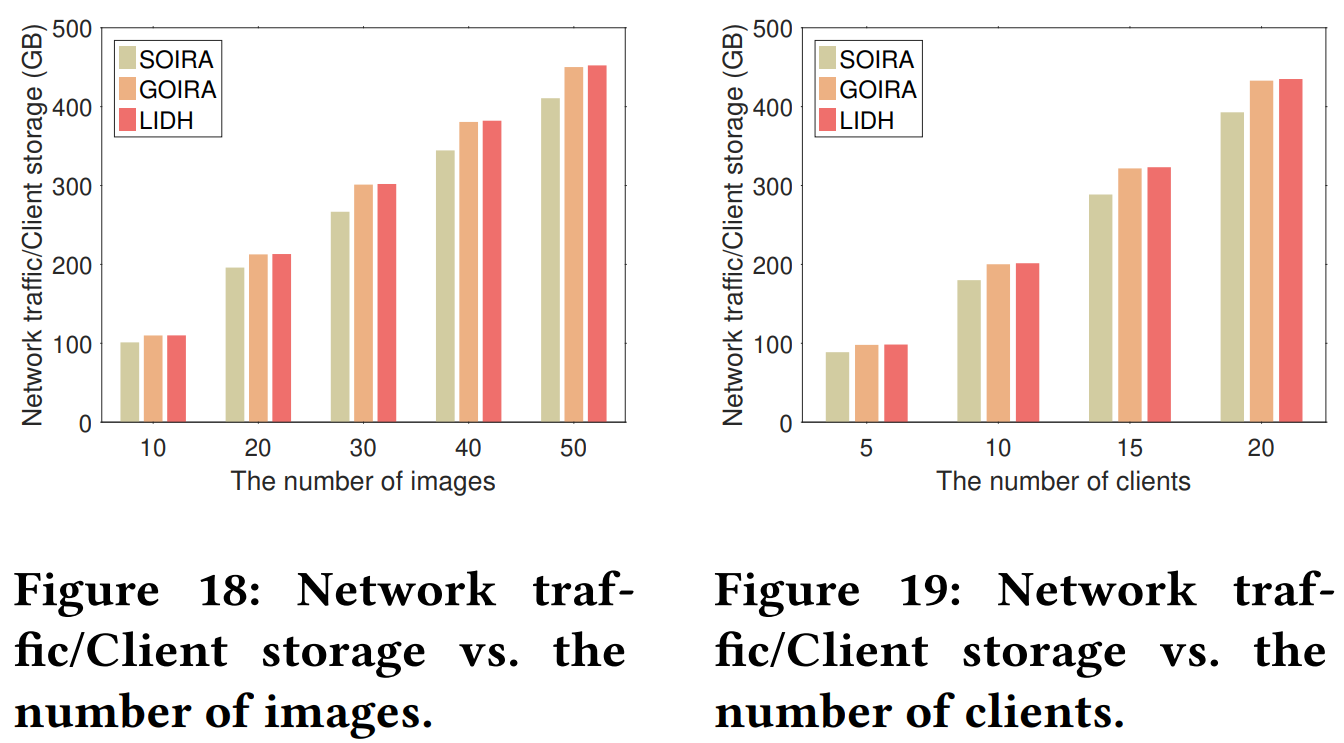 Network traffic/Client storage (GB)
500
400
300
200
100
0
SOIRA
GOIRA
LIDH
10 20 30 40 50
The number of images
Figure 18: Network traf-
fic/Client storage vs. the
number of images.
Network traffic/Client storage (GB)
500
400
300
200
100
0
SOIRA
GOIRA
LIDH
5 10 15 20
The number of clients
Figure 19: Network traf-
fic/Client storage vs. the
number of clients.